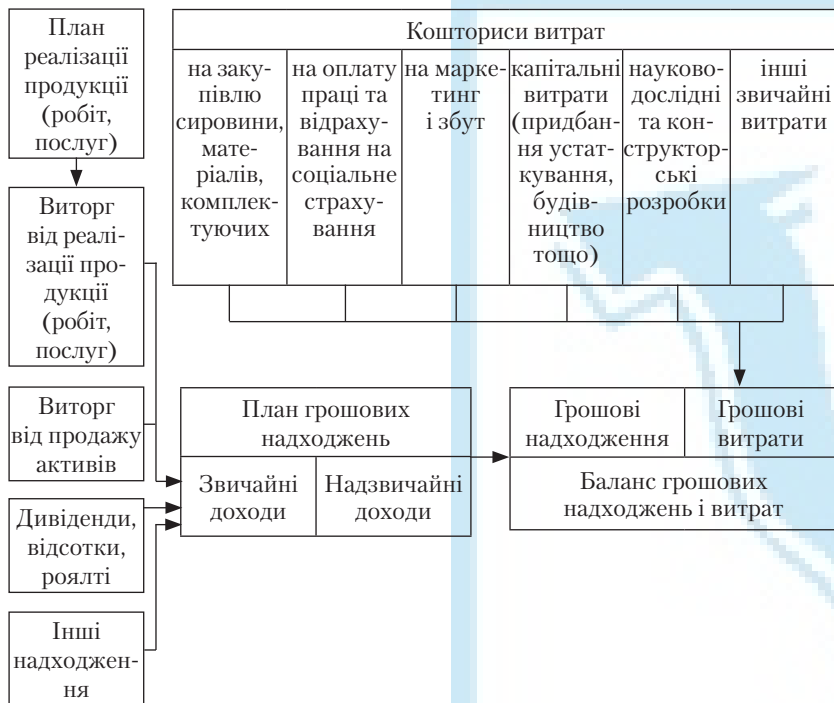 План
реалізації
продукції
(робіт,
послуг)
Виторг
від реалі-
зації про-
дукції
(робіт,
послуг)
Виторг
від продажу
активів
Дивіденди,
відсотки,
роялті
Інші
надходжен-
ня
Кошториси витрат
на заку-
півлю
сировини,
мате-
ріалів,
комплек-
туючих
на оплату
праці та
відраху-
вання на
соціальне
страху-
вання
на марке-
тинг
і збут
капітальні
витрати
(придбан-
ня устат-
кування,
будів-
ництво
тощо)
науково-
дослідні
та кон-
структор-
ські
розробки
інші
звичайні
витрати
План грошових
надходжень
Звичайні
доходи
Надзвичайні
доходи
Грошові
надходження
Грошові
витрати
Баланс грошових
надходжень і витрат